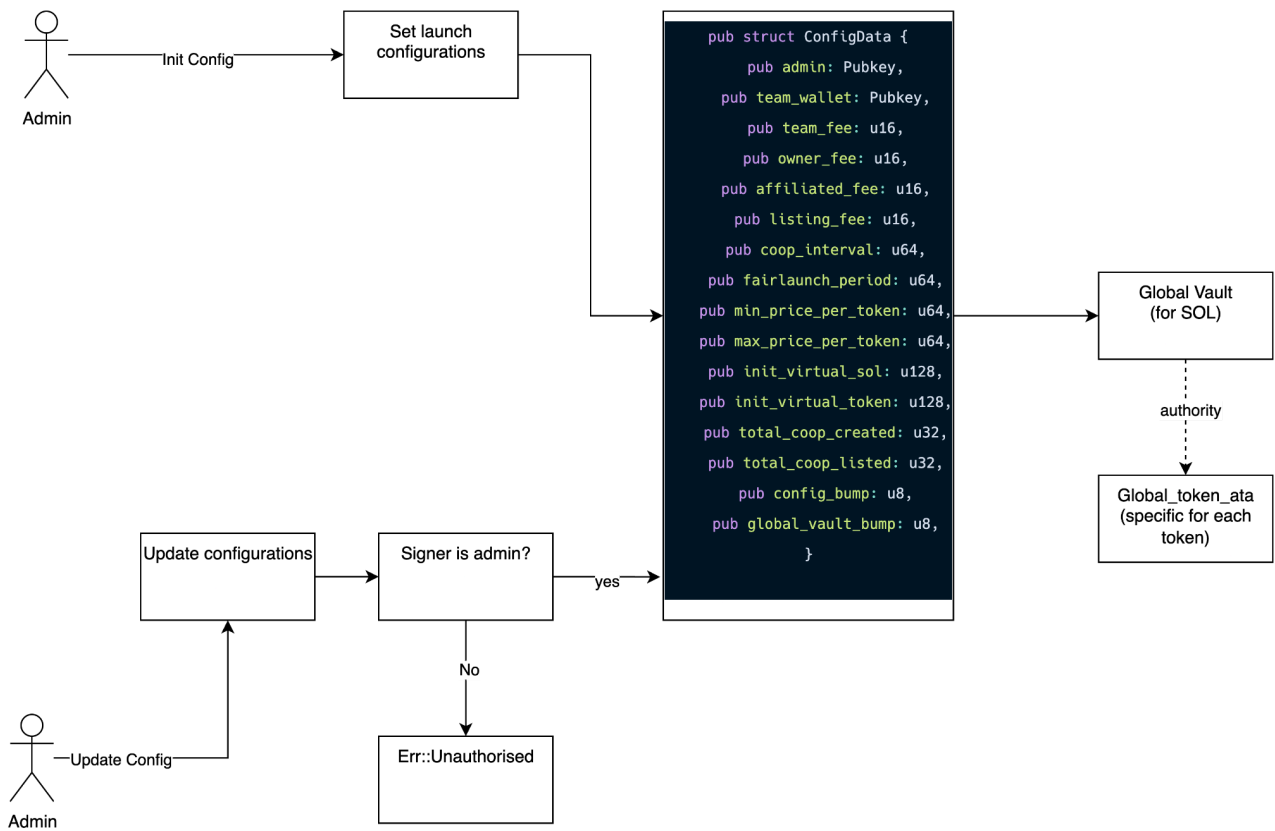 Admin
Init Config
Set launch
configurations
pub struct ConfigData {
pub admin: Pubkey,
pub team_wallet: Pubkey,
pub team_fee: u16,
pub owner_fee: u16,
pub affiliated_fee: u16,
pub listing_fee: u16,
pub coop_interval: u64,
pub fairlaunch_period: u64,
pub min_price_per_token: u64,
pub max_price_per_token: u64,
pub init_virtual_sol: u128,
pub init_virtual_token: u128,
pub total_coop_created: u32,
pub total_coop_listed: u32,
pub config_bump: u8,
pub global_vault_bump: u8,
}
Global Vault
(for SOL)
authority
Global_token_ata
(specific for each
token)
Update configurations
Signer is admin?
yes
No
Err::Unauthorised
Update Config
Admin